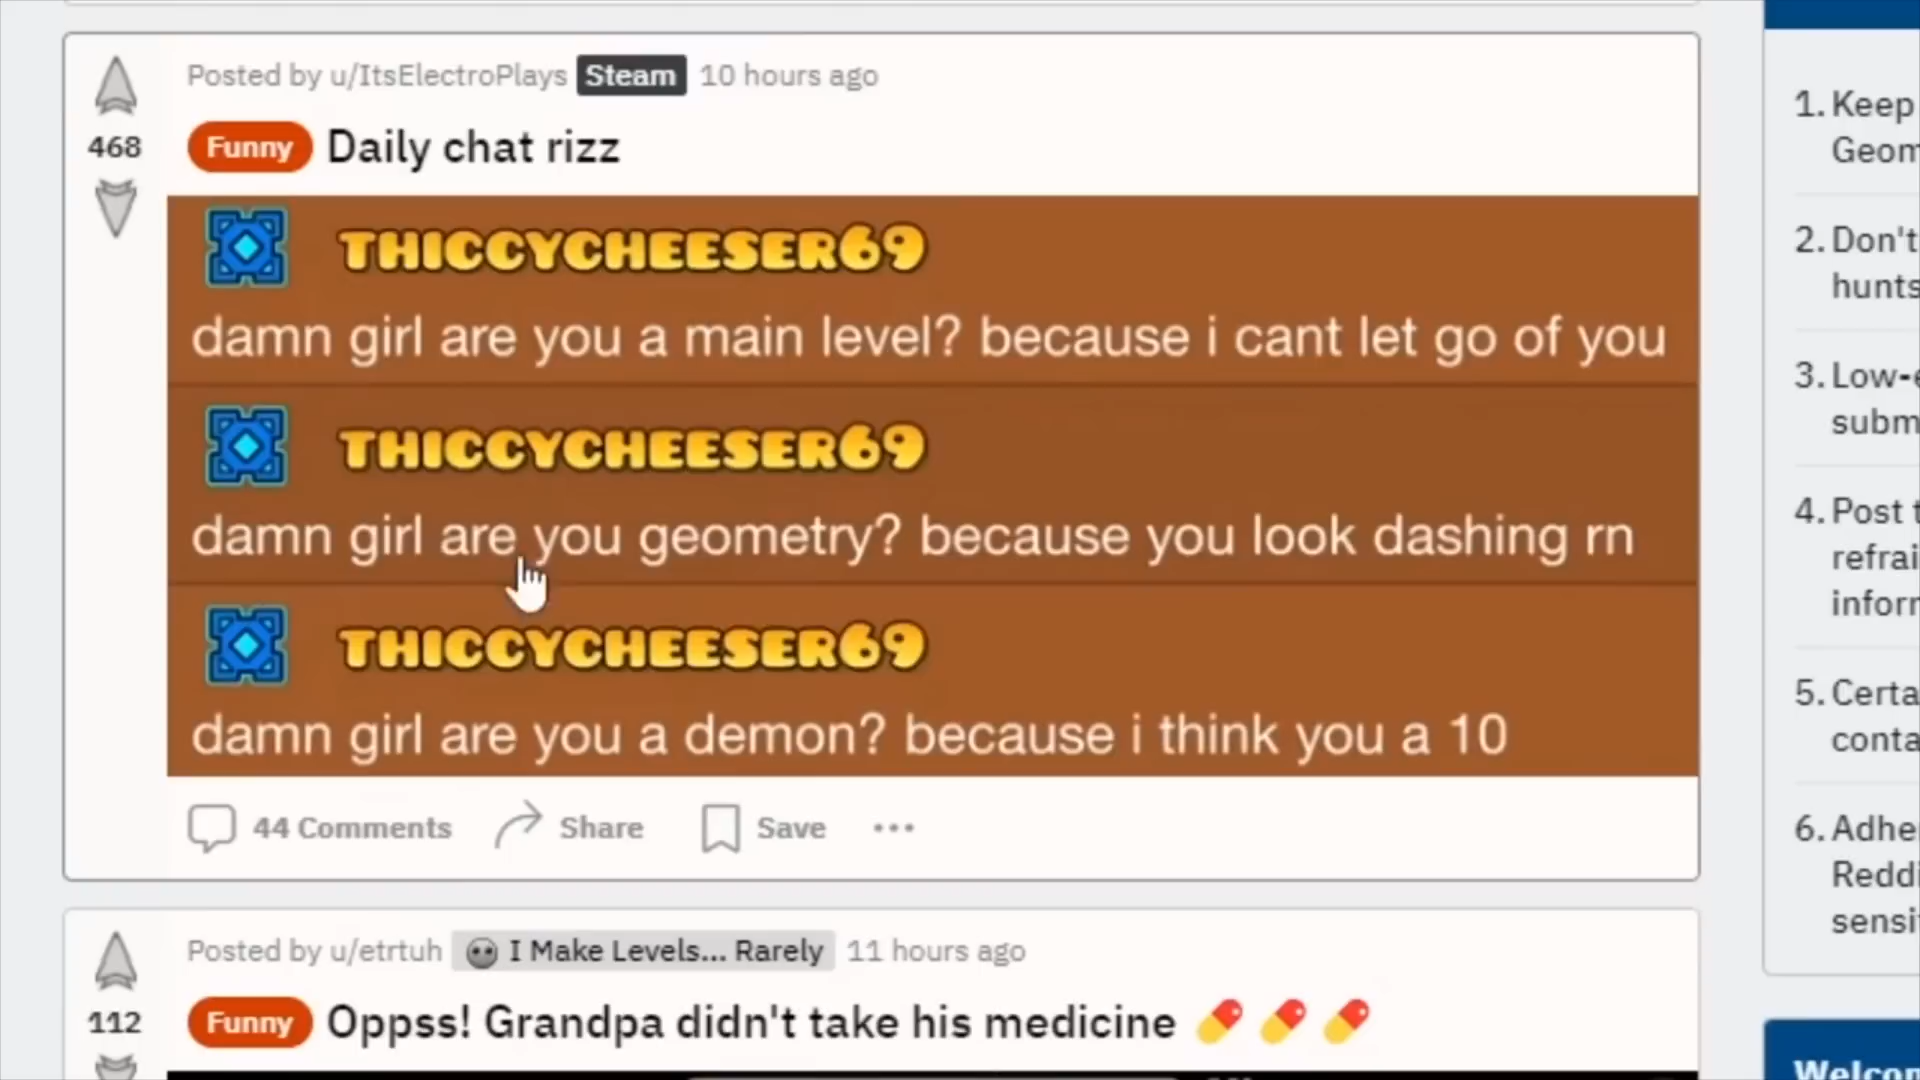 Posted by u/ItsElectroPlays Steam 10 hours ago
468
Funny Daily chat rizz
THICCYCHEESER69
damn girl are you a main level? because i cant let go of you
THICCYCHEESER69
damn girl are you geometry? because you look dashing rn
THICCYCHEESER69
damn girl are you a demon? because i think you a 10
44 Comments Share Save
Posted by u/etrtuh I Make Levels... Rarely 11 hours ago
112
Funny Oppss! Grandpa didn't take his medicine 💊 💊 💊
1. Keep
Geom
2. Don't
hunts
3. Low-e
subm
4. Post t
refrai
inforr
5. Certa
conta
6. Adhe
Reddi
sensi
Welcom